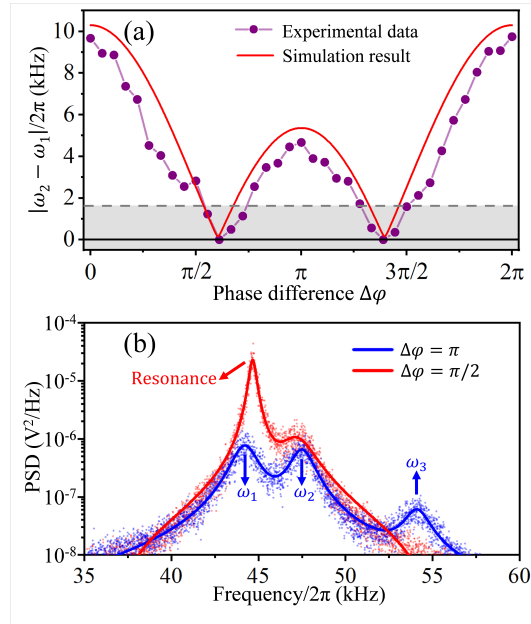 (a)
Experimental data
Simulation result
|ω₂ − ω₁|/2π (kHz)
10
8
6
4
2
0
0 π/2 π 3π/2 2π
Phase difference Δφ
(b)
Δφ = π
Δφ = π/2
Resonance
ω₁
ω₂
ω₃
PSD (V²/Hz)
10⁻⁴
10⁻⁵
10⁻⁶
10⁻⁷
10⁻⁸
35 40 45 50 55 60
Frequency/2π (kHz)